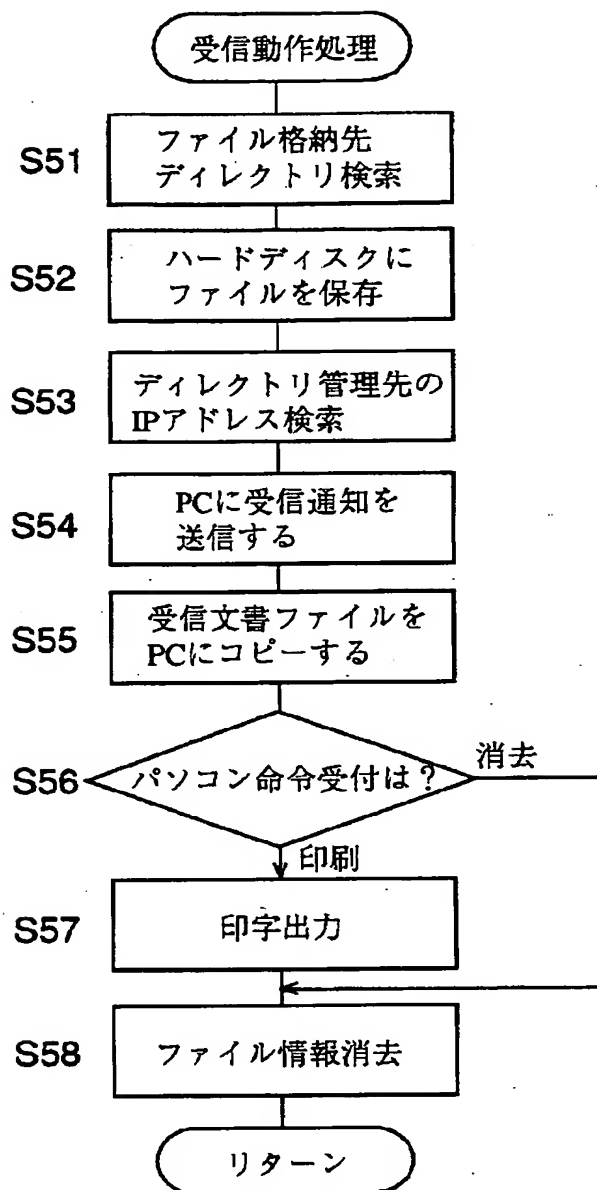 受信動作処理
S51
ファイル格納先
ディレクトリ検索
S52
ハードディスクに
ファイルを保存
S53
ディレクトリ管理先の
IPアドレス検索
S54
PCに受信通知を
送信する
S55
受信文書ファイルを
PCにコピーする
S56
パソコン命令受付は?
消去
印刷
S57
印字出力
S58
ファイル情報消去
リターン